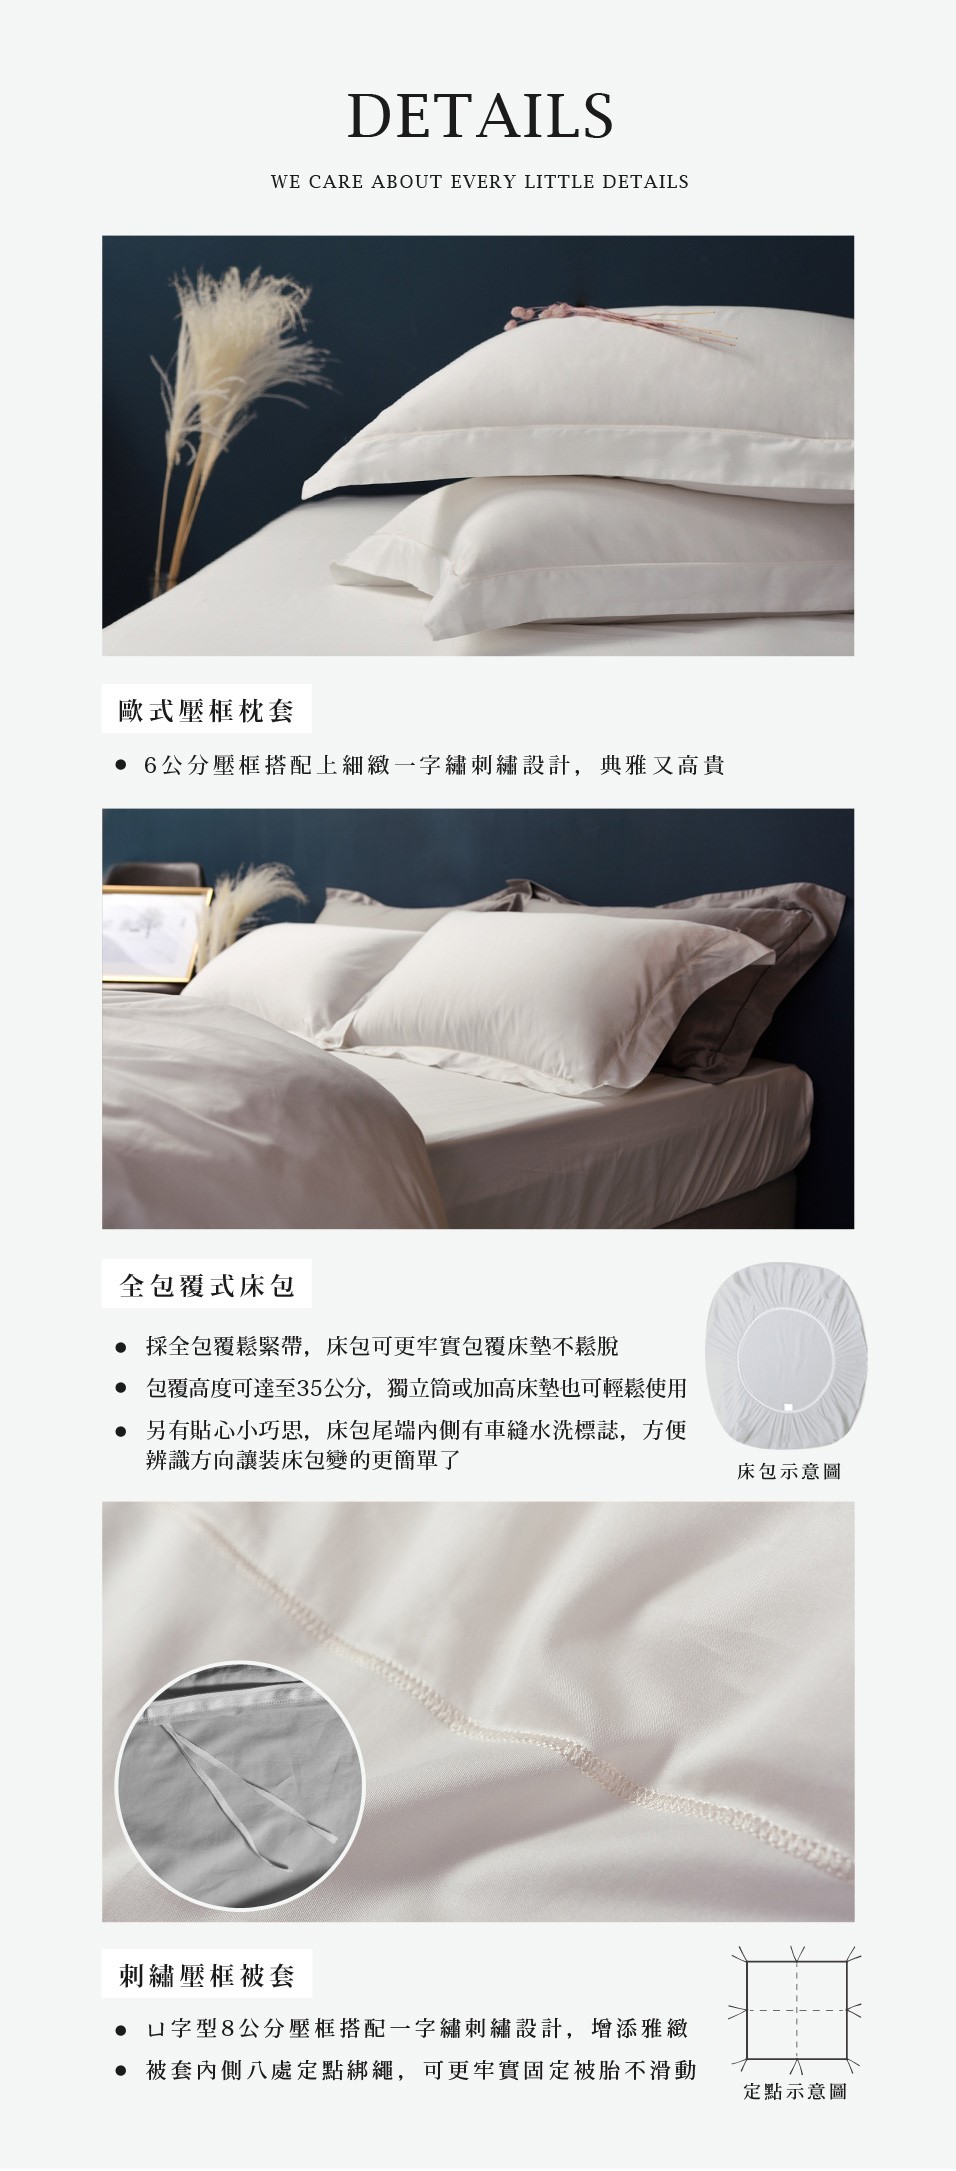 DETAILS
WE CARE ABOUT EVERY LITTLE DETAILS
歐式壓框枕套
● 6公分壓框搭配上細緻一字繡刺繡設計，典雅又高貴
全包覆式床包
● 採全包覆鬆緊帶，床包可更牢實包覆床墊不鬆脫
● 包覆高度可達至35公分，獨立筒或加高床墊也可輕鬆使用
● 另有貼心小巧思，床包尾端內側有車縫水洗標誌，方便
辨識方向讓裝床包變的更簡單了
床包示意圖
刺繡壓框被套
● ㄩ字型8公分壓框搭配一字繡刺繡設計，增添雅緻
● 被套內側八處定點綁繩，可更牢實固定被胎不滑動
定點示意圖